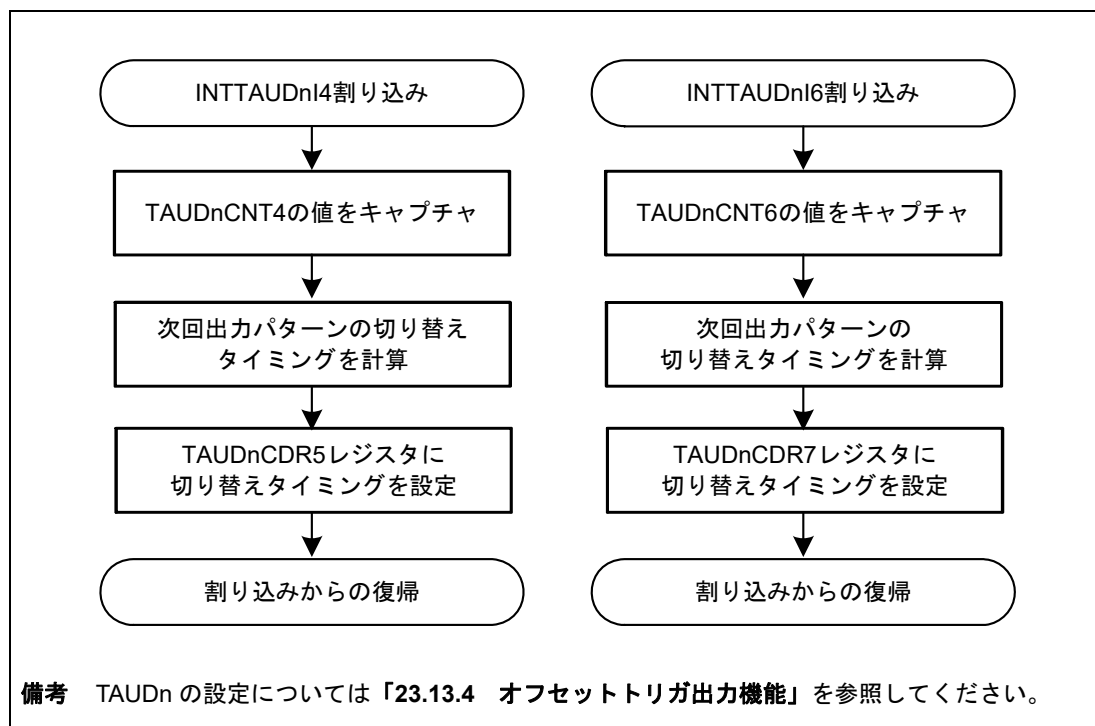 INTTAUDnI4割り込み
TAUDnCNT4の値をキャプチャ
次回出力パターンの切り替え
タイミングを計算
TAUDnCDR5レジスタに
切り替えタイミングを設定
割り込みからの復帰
INTTAUDnI6割り込み
TAUDnCNT6の値をキャプチャ
次回出力パターンの
切り替えタイミングを計算
TAUDnCDR7レジスタに
切り替えタイミングを設定
割り込みからの復帰
備考 TAUDn の設定については「23.13.4 オフセットトリガ出力機能」を参照してください。